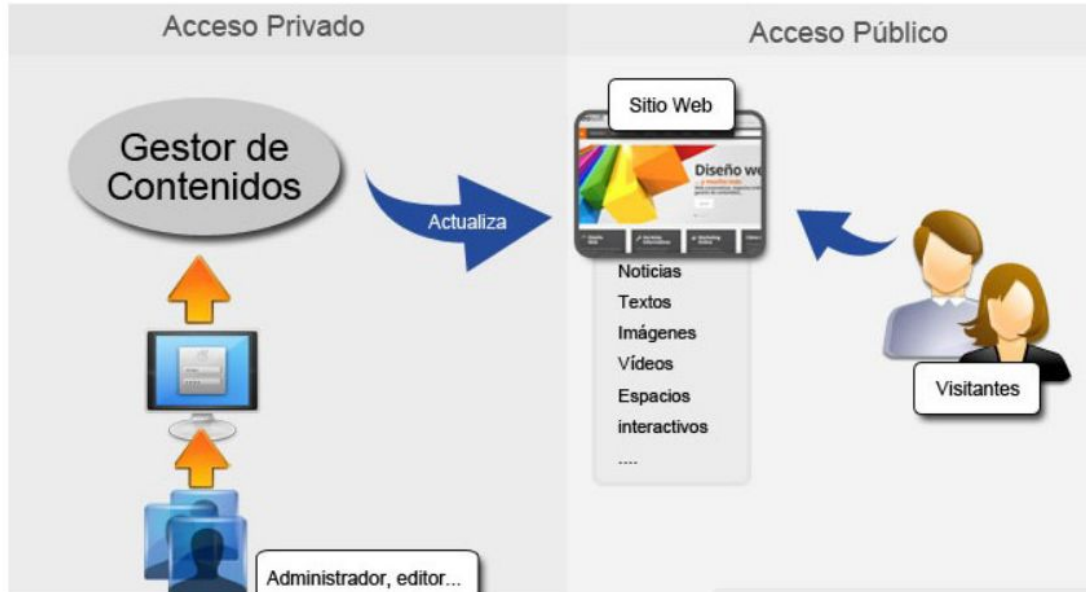 Acceso Privado
Acceso Público
Gestor de
Contenidos
Actualiza
Sitio Web
Diseño we
Noticias
Textos
Imágenes
Vídeos
Espacios
interactivos
....
Visitantes
Administrador, editor...